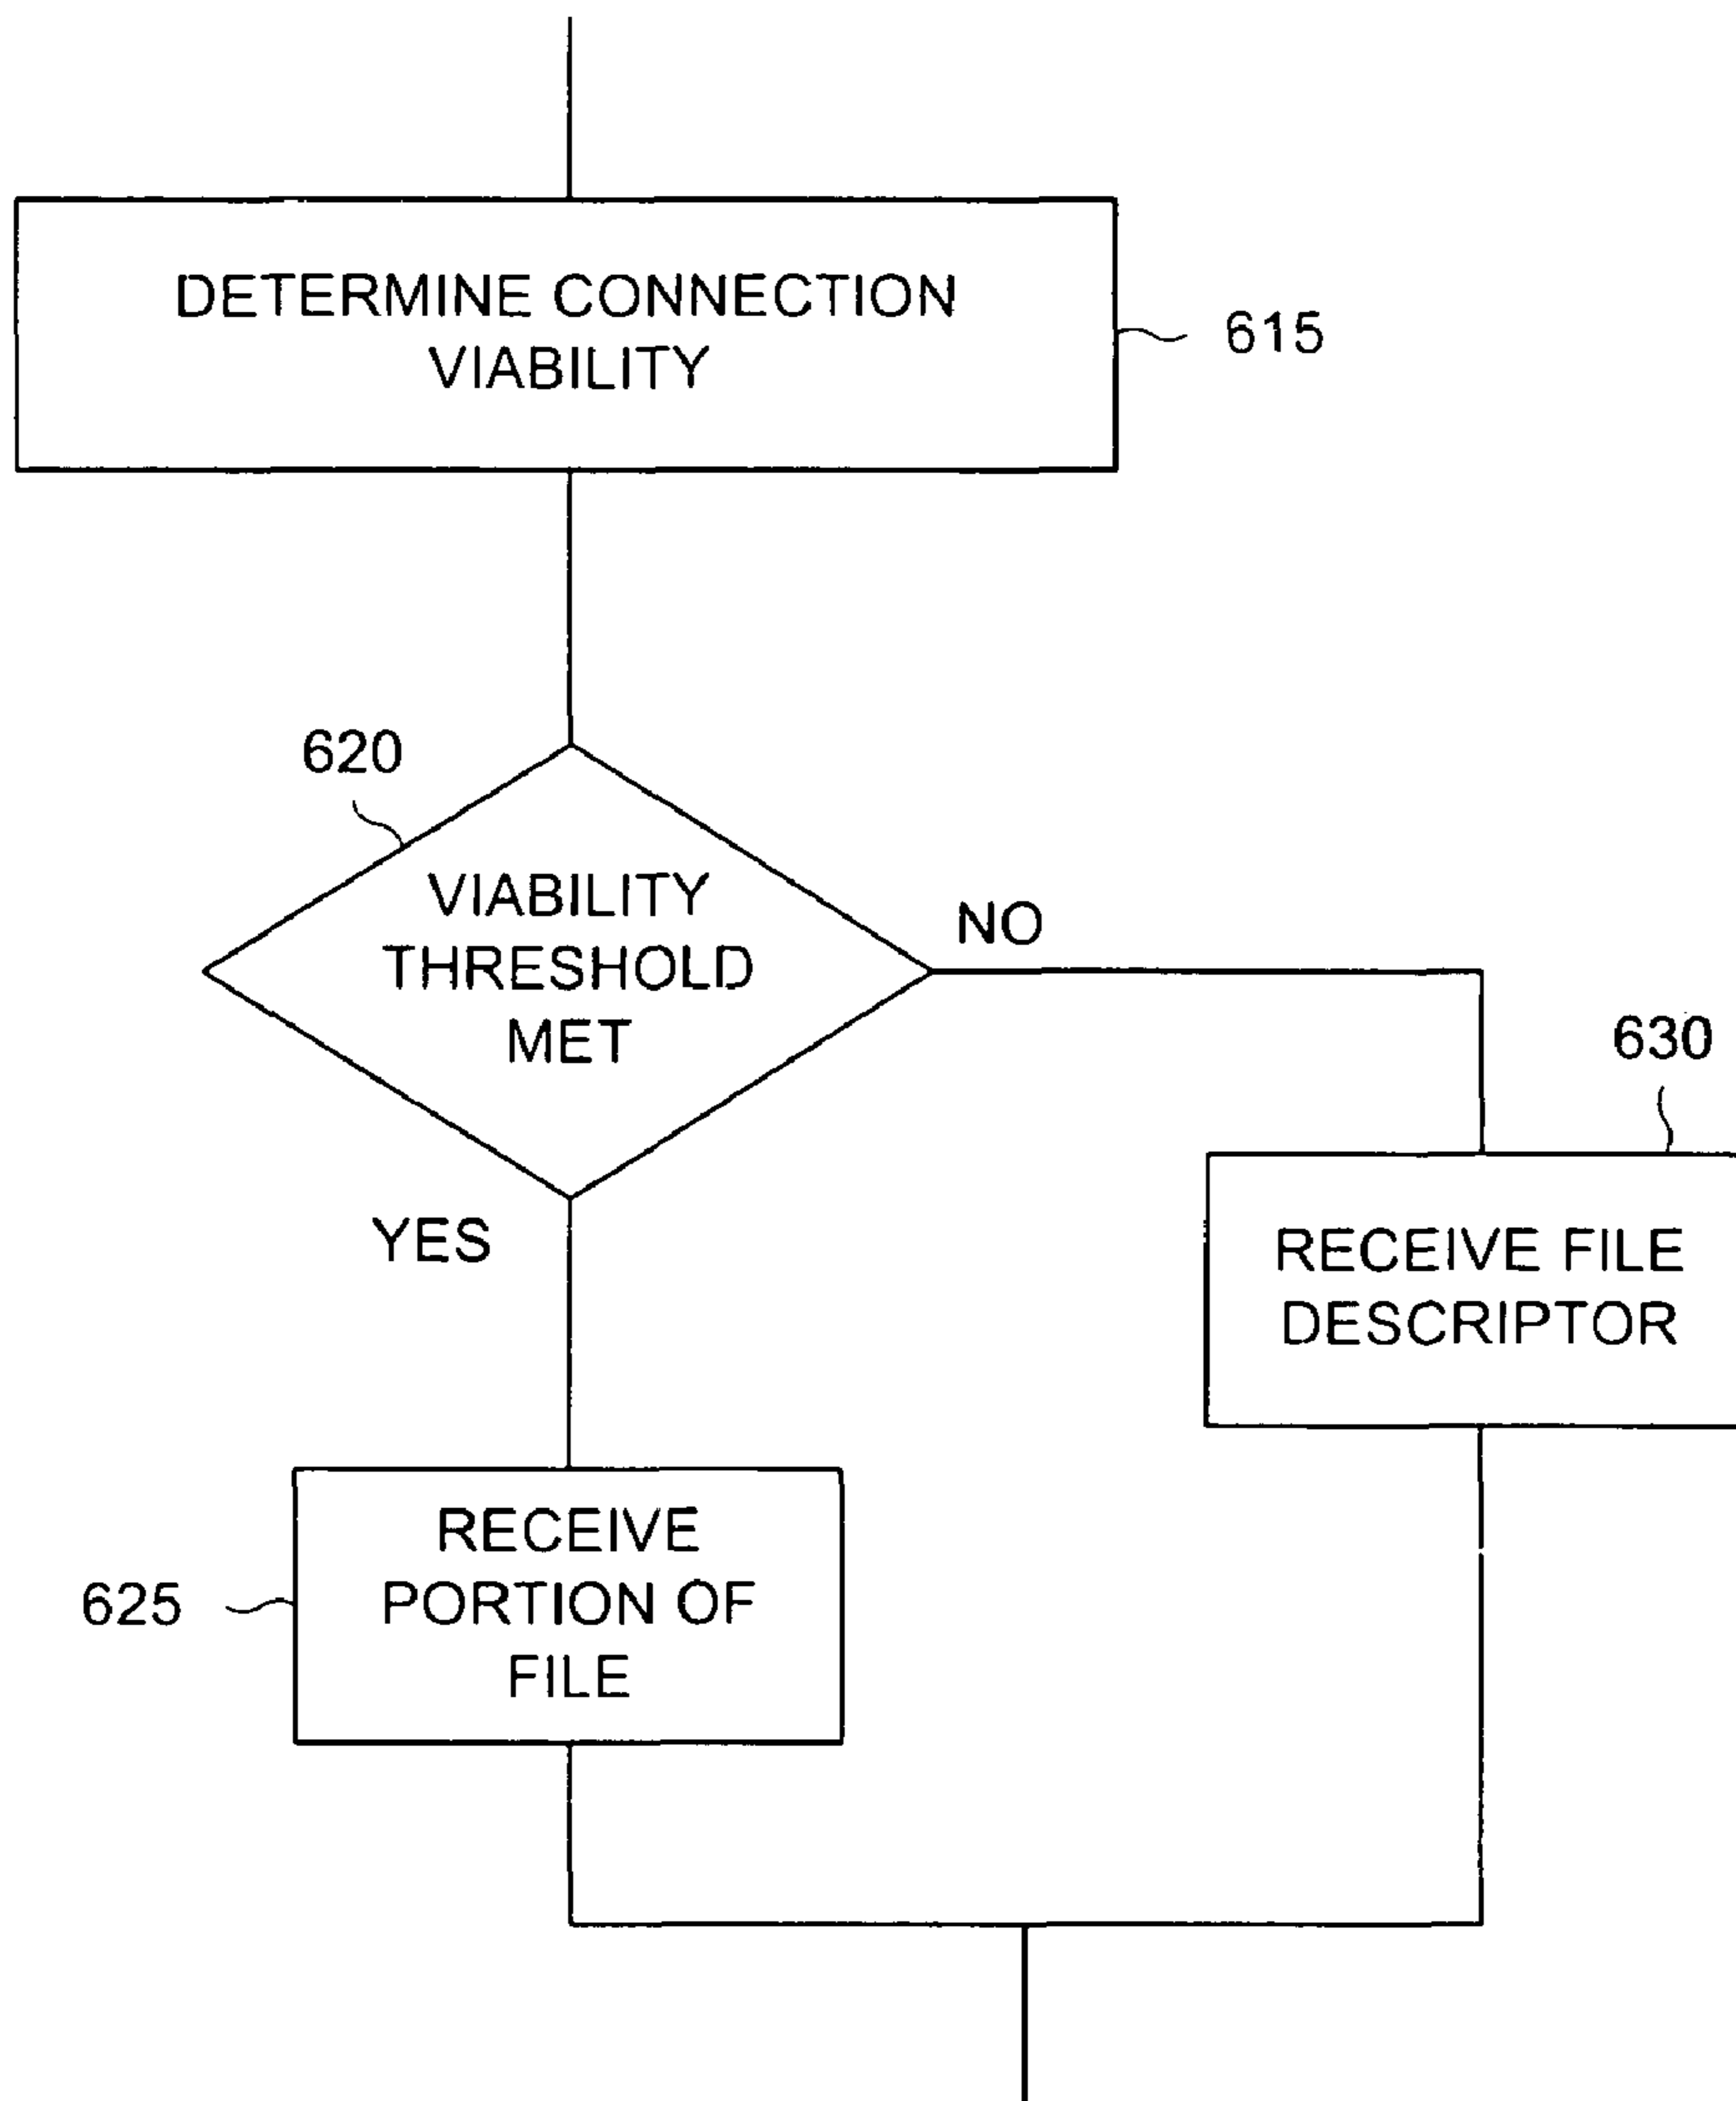 DETERMINE CONNECTION
VIABILITY
615
620
VIABILITY
THRESHOLD
MET
NO
YES
630
RECEIVE FILE
DESCRIPTOR
625
RECEIVE
PORTION OF
FILE